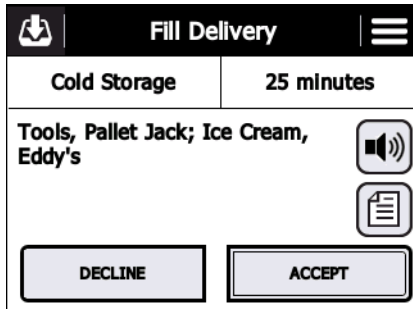 Fill Delivery
Cold Storage
25 minutes
Tools, Pallet Jack; Ice Cream,
Eddy's
DECLINE
ACCEPT